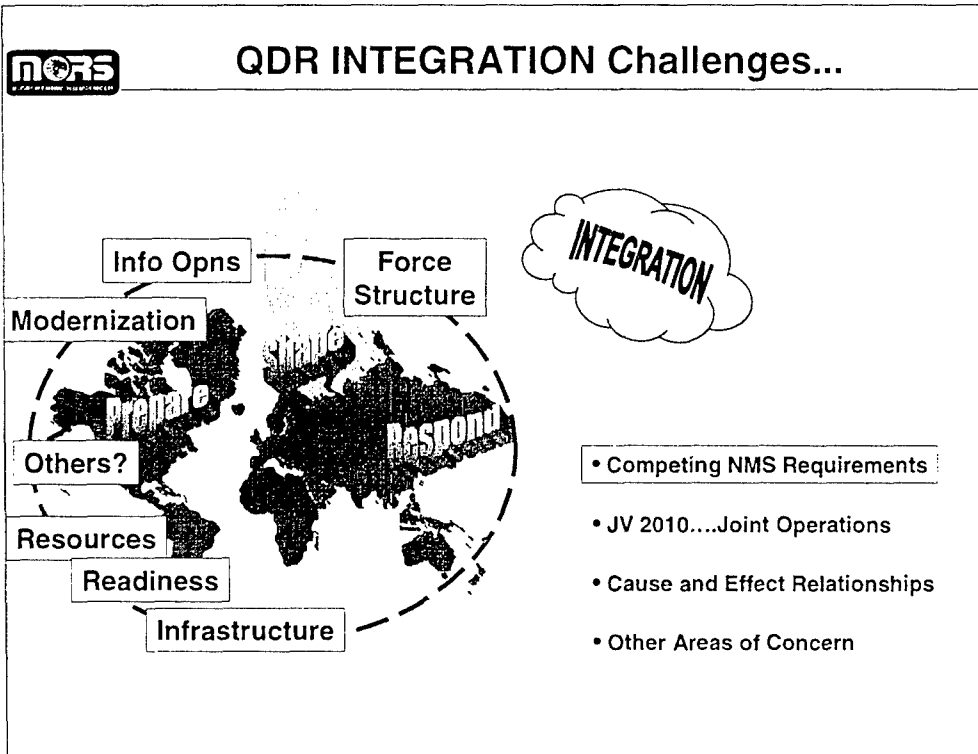 MORS
QDR INTEGRATION Challenges...
INTEGRATION
Info Opns
Force
Structure
Modernization
Shape
Prepare
Respond
Others?
Resources
Readiness
Infrastructure
• Competing NMS Requirements
• JV 2010....Joint Operations
• Cause and Effect Relationships
• Other Areas of Concern